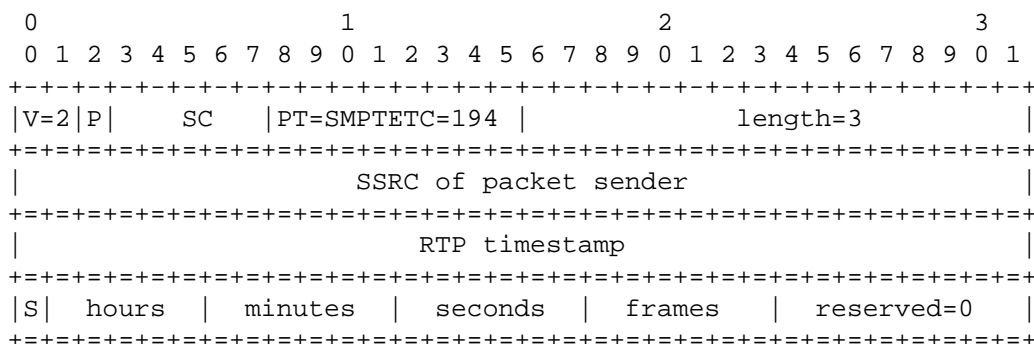 0                   1                   2                   3
 0 1 2 3 4 5 6 7 8 9 0 1 2 3 4 5 6 7 8 9 0 1 2 3 4 5 6 7 8 9 0 1
+-+-+-+-+-+-+-+-+-+-+-+-+-+-+-+-+-+-+-+-+-+-+-+-+-+-+-+-+-+-+-+-+
|V=2|P|    SC   |PT=SMPTETC=194 |             length=3          |
+=+=+=+=+=+=+=+=+=+=+=+=+=+=+=+=+=+=+=+=+=+=+=+=+=+=+=+=+=+=+=+=+
|                     SSRC of packet sender                     |
+=+=+=+=+=+=+=+=+=+=+=+=+=+=+=+=+=+=+=+=+=+=+=+=+=+=+=+=+=+=+=+=+
|                         RTP timestamp                         |
+=+=+=+=+=+=+=+=+=+=+=+=+=+=+=+=+=+=+=+=+=+=+=+=+=+=+=+=+=+=+=+=+
|S|  hours  |  minutes  |  seconds  |  frames   |  reserved=0   |
+=+=+=+=+=+=+=+=+=+=+=+=+=+=+=+=+=+=+=+=+=+=+=+=+=+=+=+=+=+=+=+=+